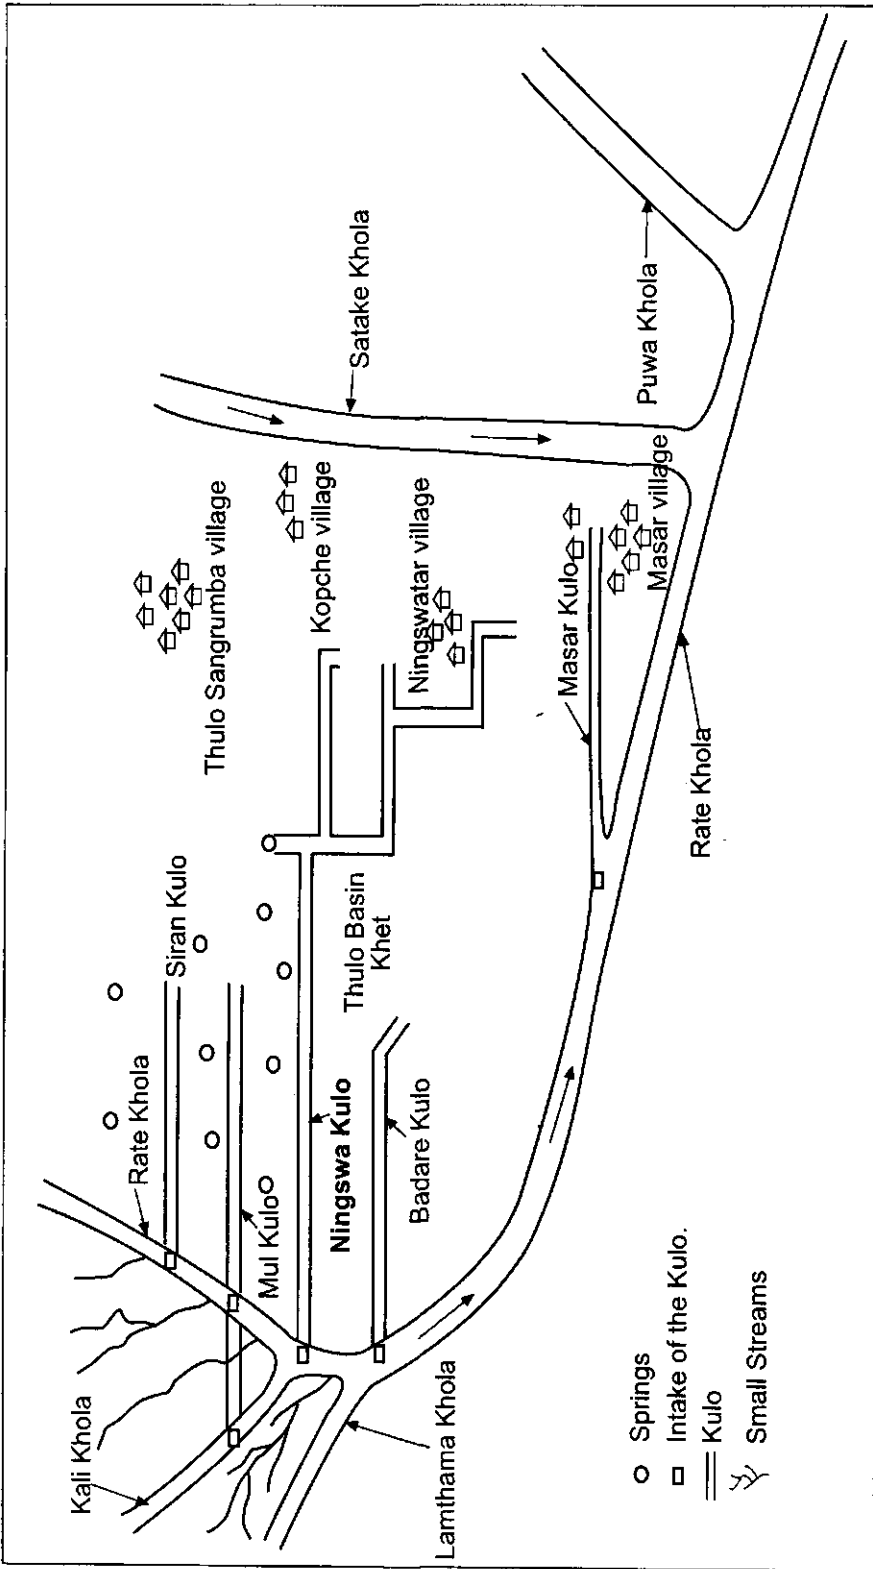 Kali Khola
Rate Khola
Siran Kulo
Thulo Sangrumba village
Satake Khola
Mul Kulo
Kopche village
Ningswa Kulo
Thulo Basin
Khet
Ningswatar village
Badare Kulo
Lamthama Khola
Masar Kulo
Masar village
Puwa Khola
Rate Khola
Springs
Intake of the Kulo.
Kulo
Small Streams